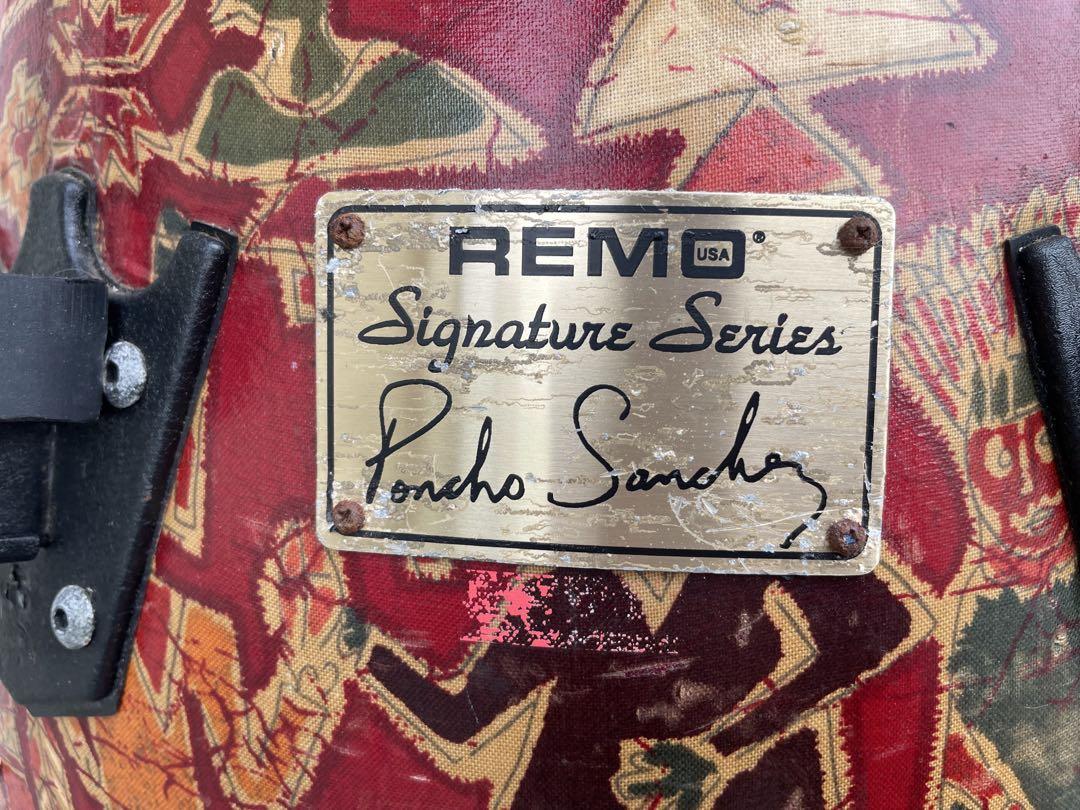 REMO USA®
Signature Series
Poncho Sanchez